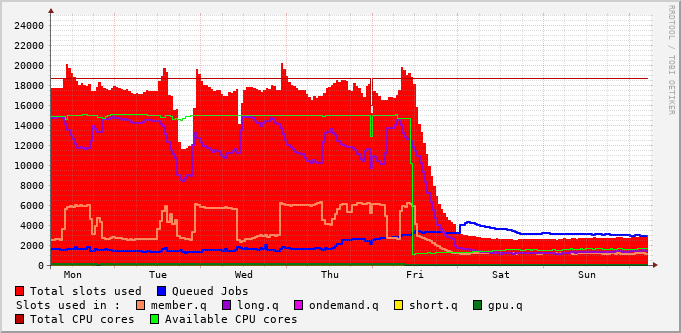 24000
22000
20000
18000
16000
14000
12000
10000
8000
6000
4000
2000
0
Mon Tue Wed Thu Fri Sat Sun
Total slots used Queued Jobs
Slots used in : member.q long.q ondemand.q short.q gpu.q
Total CPU cores Available CPU cores
RRDTOOL / TOBI OETIKER